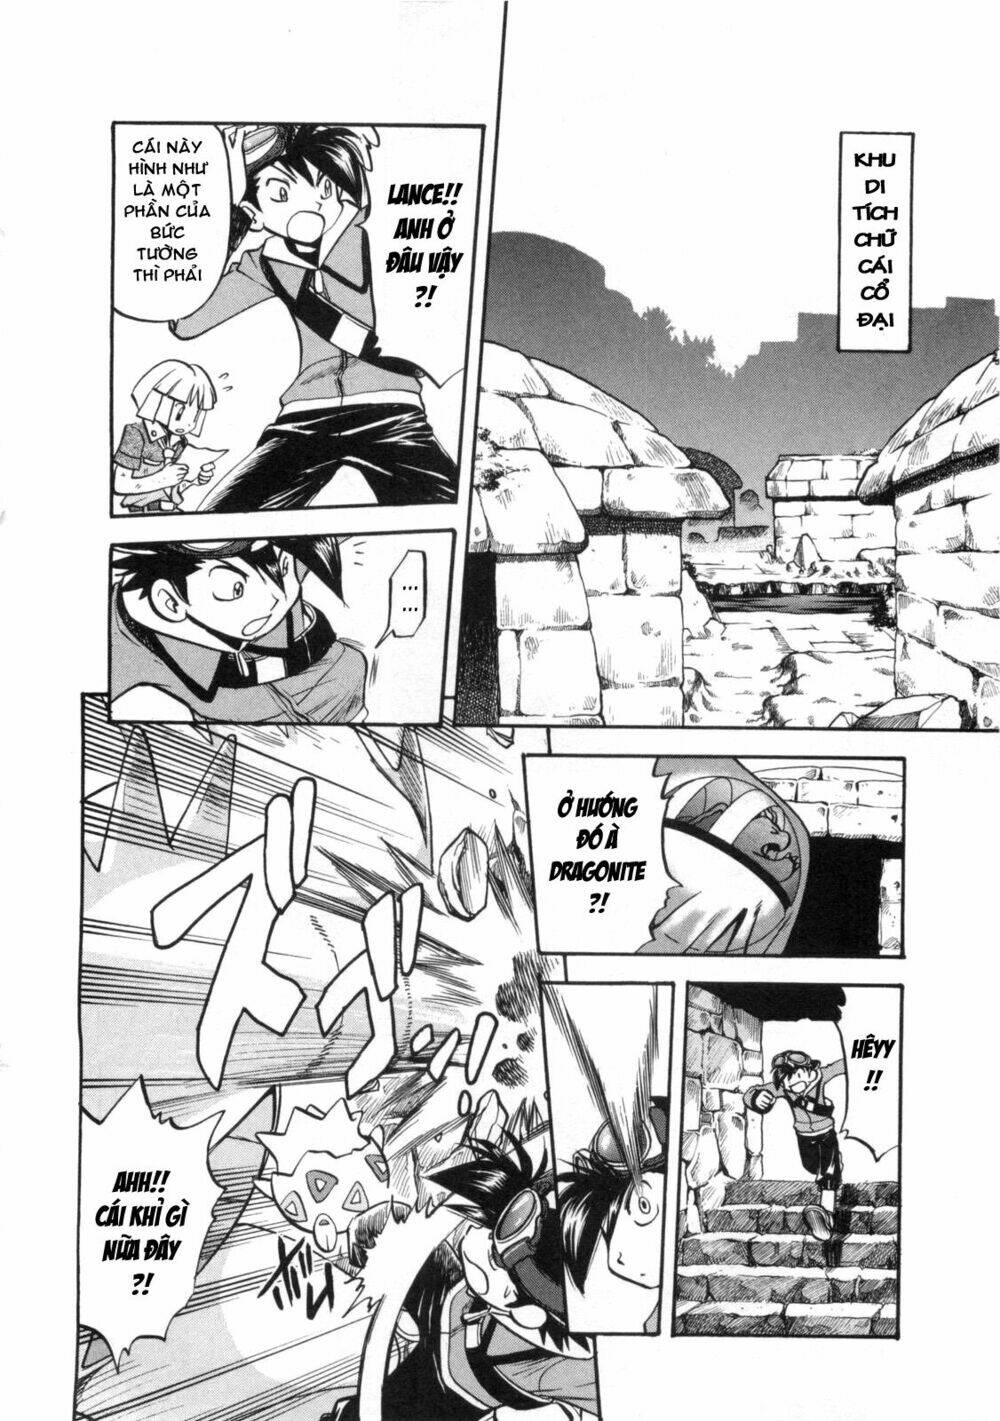 KHU
DI
TÍCH
CHỮ
CÁI
CỔ
ĐẠI
LANCE!!
ANH Ở
ĐÂU VẬY
?!
CÁI NÀY
HÌNH NHƯ
LÀ MỘT
PHẦN CỦA
BỨC
TƯỜNG
THÌ PHẢI
...
...
Ở HƯỚNG
ĐÓ À
DRAGONITE
?!
HÊYY
!!
AHH!!
CÁI KHỈ GÌ
NỮA ĐÂY
?!